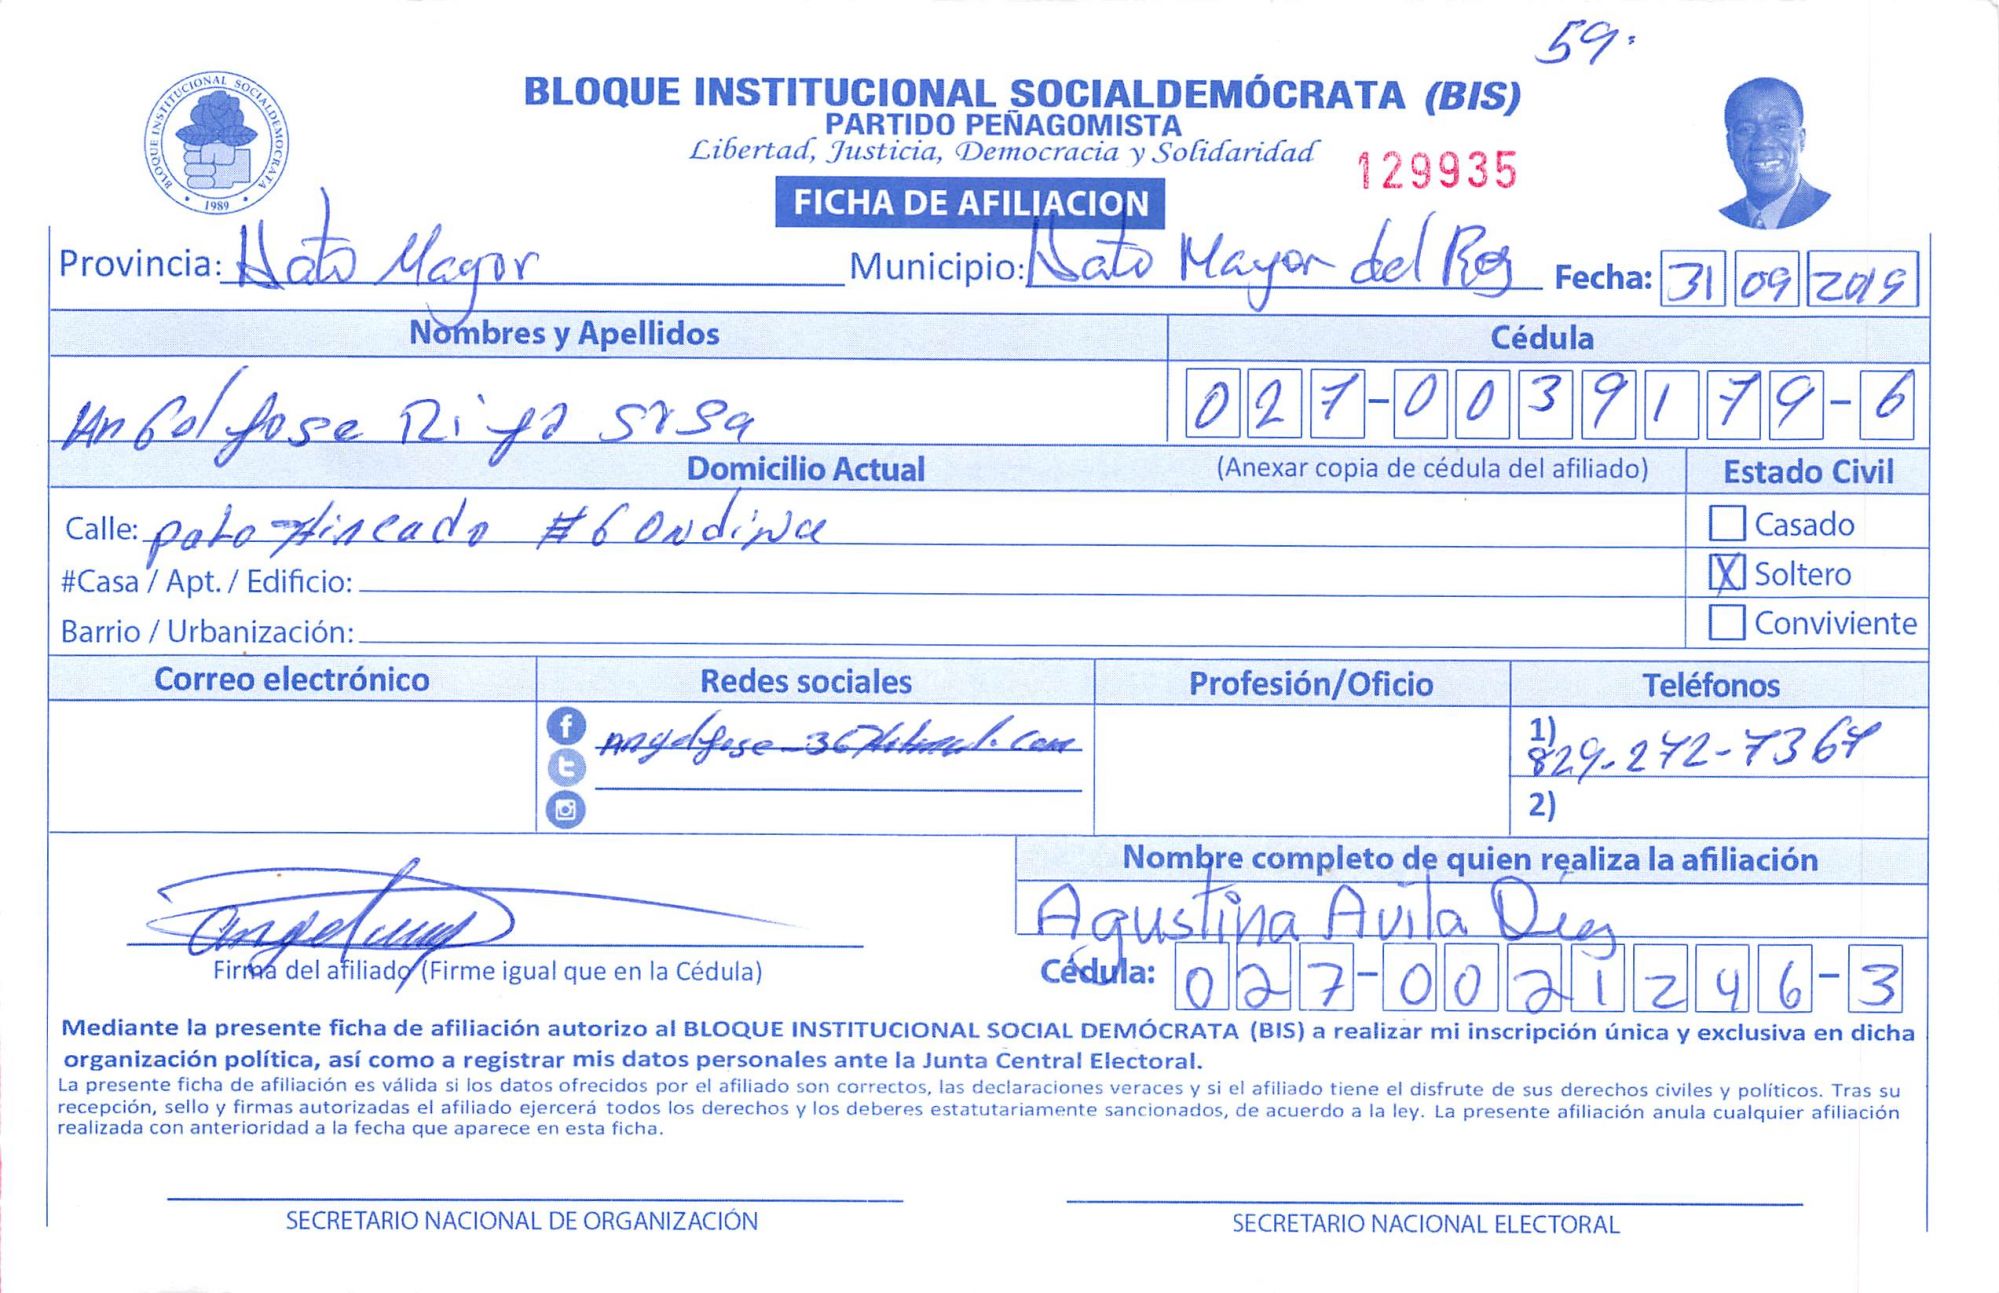 59.
BLOQUE INSTITUCIONAL SOCIALDEMÓCRATA (BIS)
PARTIDO PEÑAGOMISTA
Libertad, Justicia, Democracia y Solidaridad
129935
BLOQUE INSTITUCIONAL SOCIALDEMOCRATA
1989
FICHA DE AFILIACION
Provincia: Hato Mayor Municipio: Hato Mayor del Rey Fecha: 31 09 2019
Nombres y Apellidos Cédula
Angel Jose 027-0039179-6
Domicilio Actual (Anexar copia de cédula del afiliado) Estado Civil
Calle: palo Hincado #6 Ondina Casado
#Casa / Apt. / Edificio: X Soltero
Barrio / Urbanización: Conviviente
Correo electrónico Redes sociales Profesión/Oficio Teléfonos
1) 829-272-7367
2)
Nombre completo de quien realiza la afiliación
Agustina Avila
Firma del afiliado (Firme igual que en la Cédula) Cédula: 027-0021246-3
Mediante la presente ficha de afiliación autorizo al BLOQUE INSTITUCIONAL SOCIAL DEMÓCRATA (BIS) a realizar mi inscripción única y exclusiva en dicha
organización política, así como a registrar mis datos personales ante la Junta Central Electoral.
La presente ficha de afiliación es válida si los datos ofrecidos por el afiliado son correctos, las declaraciones veraces y si el afiliado tiene el disfrute de sus derechos civiles y políticos. Tras su
recepción, sello y firmas autorizadas el afiliado ejercerá todos los derechos y los deberes estatutariamente sancionados, de acuerdo a la ley. La presente afiliación anula cualquier afiliación
realizada con anterioridad a la fecha que aparece en esta ficha.
SECRETARIO NACIONAL DE ORGANIZACIÓN SECRETARIO NACIONAL ELECTORAL